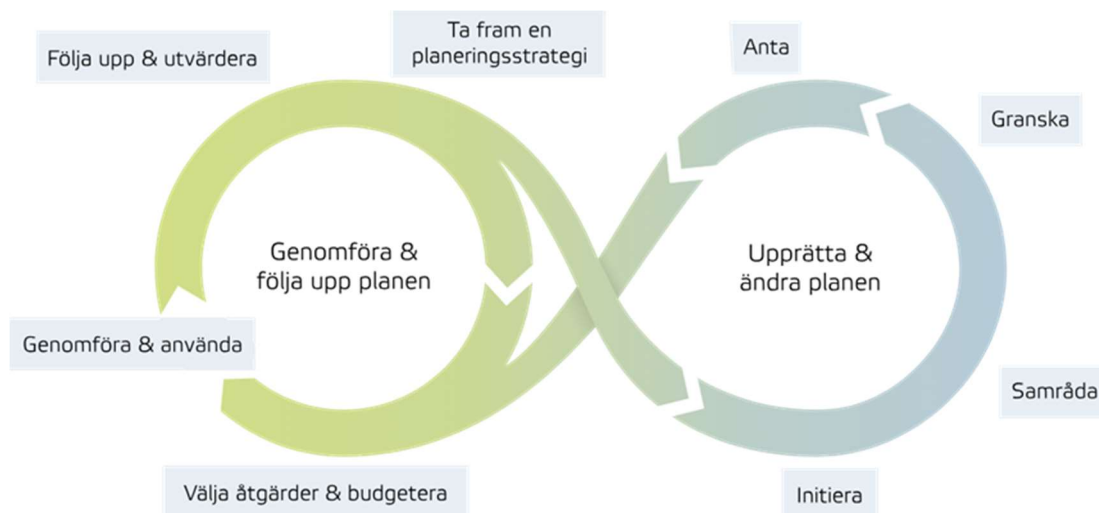 Följa upp & utvärdera
Ta fram en
planeringsstrategi
Anta
Granska
Genomföra &
följa upp planen
Upprätta &
ändra planen
Genomföra & använda
Samråda
Välja åtgärder & budgetera
Initiera